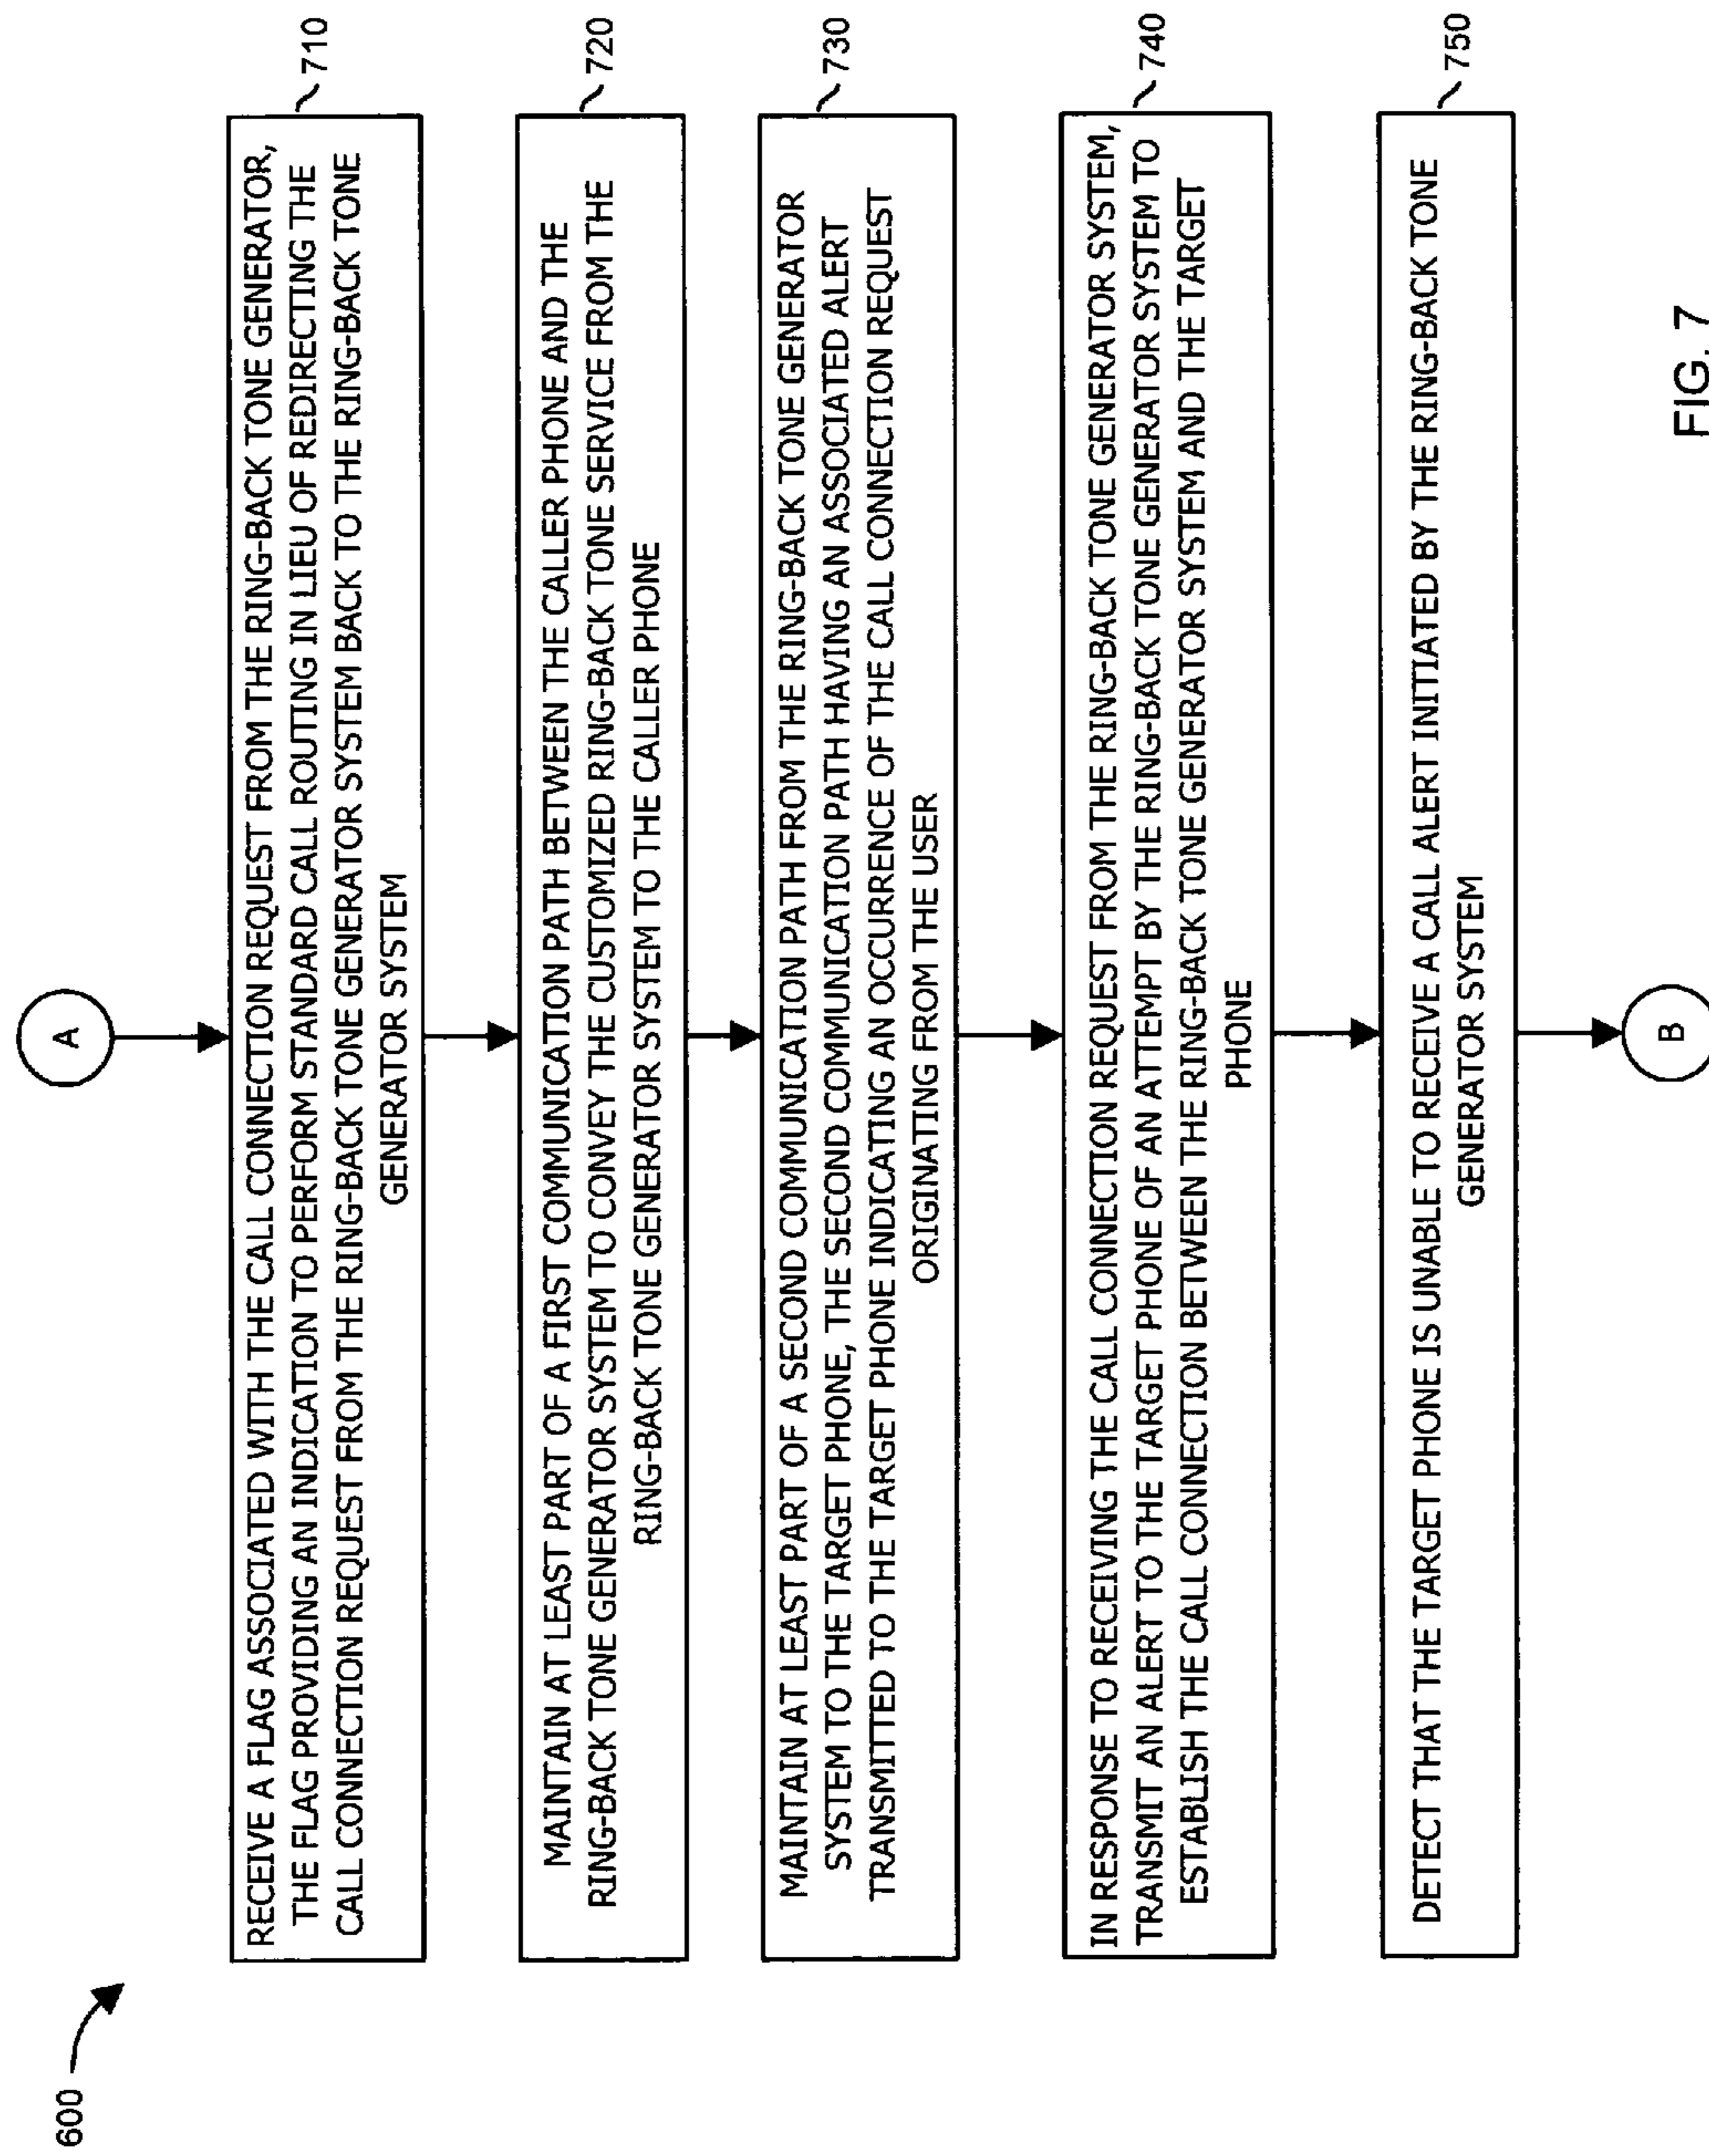 600
A
RECEIVE A FLAG ASSOCIATED WITH THE CALL CONNECTION REQUEST FROM THE RING-BACK TONE GENERATOR,
THE FLAG PROVIDING AN INDICATION TO PERFORM STANDARD CALL ROUTING IN LIEU OF REDIRECTING THE
CALL CONNECTION REQUEST FROM THE RING-BACK TONE GENERATOR SYSTEM BACK TO THE RING-BACK TONE
GENERATOR SYSTEM
710
MAINTAIN AT LEAST PART OF A FIRST COMMUNICATION PATH BETWEEN THE CALLER PHONE AND THE
RING-BACK TONE GENERATOR SYSTEM TO CONVEY THE CUSTOMIZED RING-BACK TONE SERVICE FROM THE
RING-BACK TONE GENERATOR SYSTEM TO THE CALLER PHONE
720
MAINTAIN AT LEAST PART OF A SECOND COMMUNICATION PATH FROM THE RING-BACK TONE GENERATOR
SYSTEM TO THE TARGET PHONE, THE SECOND COMMUNICATION PATH HAVING AN ASSOCIATED ALERT
TRANSMITTED TO THE TARGET PHONE INDICATING AN OCCURRENCE OF THE CALL CONNECTION REQUEST
ORIGINATING FROM THE USER
730
IN RESPONSE TO RECEIVING THE CALL CONNECTION REQUEST FROM THE RING-BACK TONE GENERATOR SYSTEM,
TRANSMIT AN ALERT TO THE TARGET PHONE OF AN ATTEMPT BY THE RING-BACK TONE GENERATOR SYSTEM TO
ESTABLISH THE CALL CONNECTION BETWEEN THE RING-BACK TONE GENERATOR SYSTEM AND THE TARGET
PHONE
740
DETECT THAT THE TARGET PHONE IS UNABLE TO RECEIVE A CALL ALERT INITIATED BY THE RING-BACK TONE
GENERATOR SYSTEM
750
B
FIG. 7